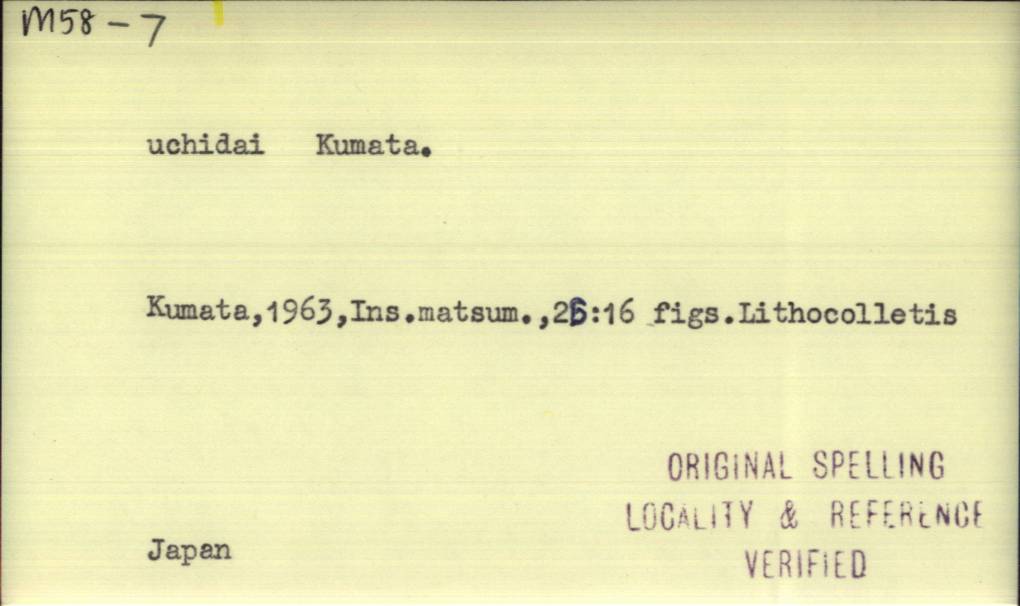 M58-7
uchidai Kumata.
Kumata,1963,Ins.matsum.,26:16 figs.Lithocolletis
ORIGINAL SPELLING
LOCALITY & REFERENCE
VERIFIED
Japan